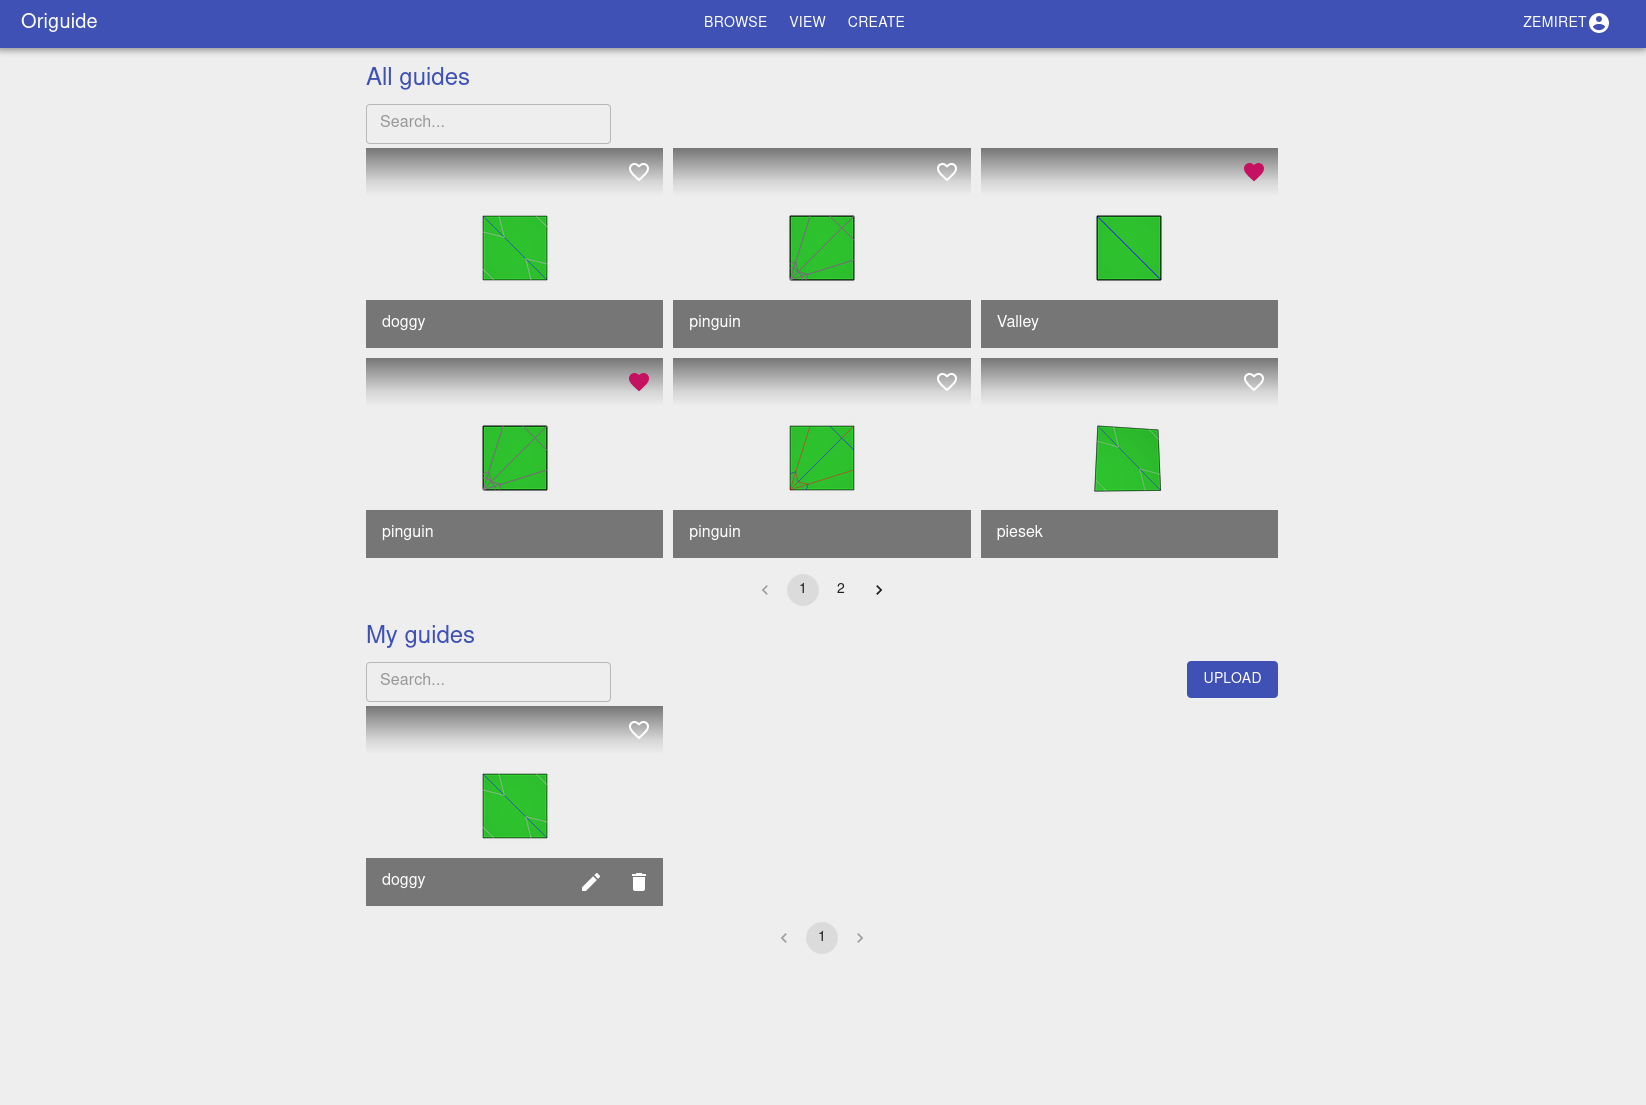 Origuide
BROWSE VIEW CREATE
ZEMIRET
All guides
Search...
doggy
pinguin
Valley
pinguin
pinguin
piesek
1 2
My guides
Search...
UPLOAD
doggy
1